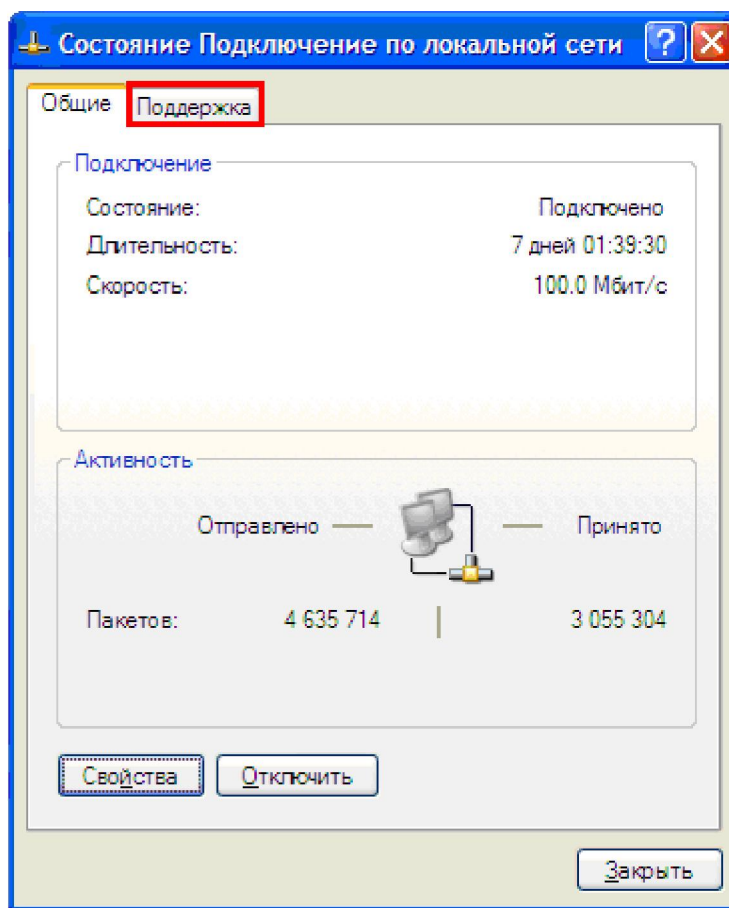 Состояние Подключение по локальной сети
Общие Поддержка
Подключение
Состояние: Подключено
Длительность: 7 дней 01:39:30
Скорость: 100.0 Мбит/с
Активность
Отправлено Принято
Пакетов: 4 635 714 3 055 304
Свойства Отключить
Закрыть